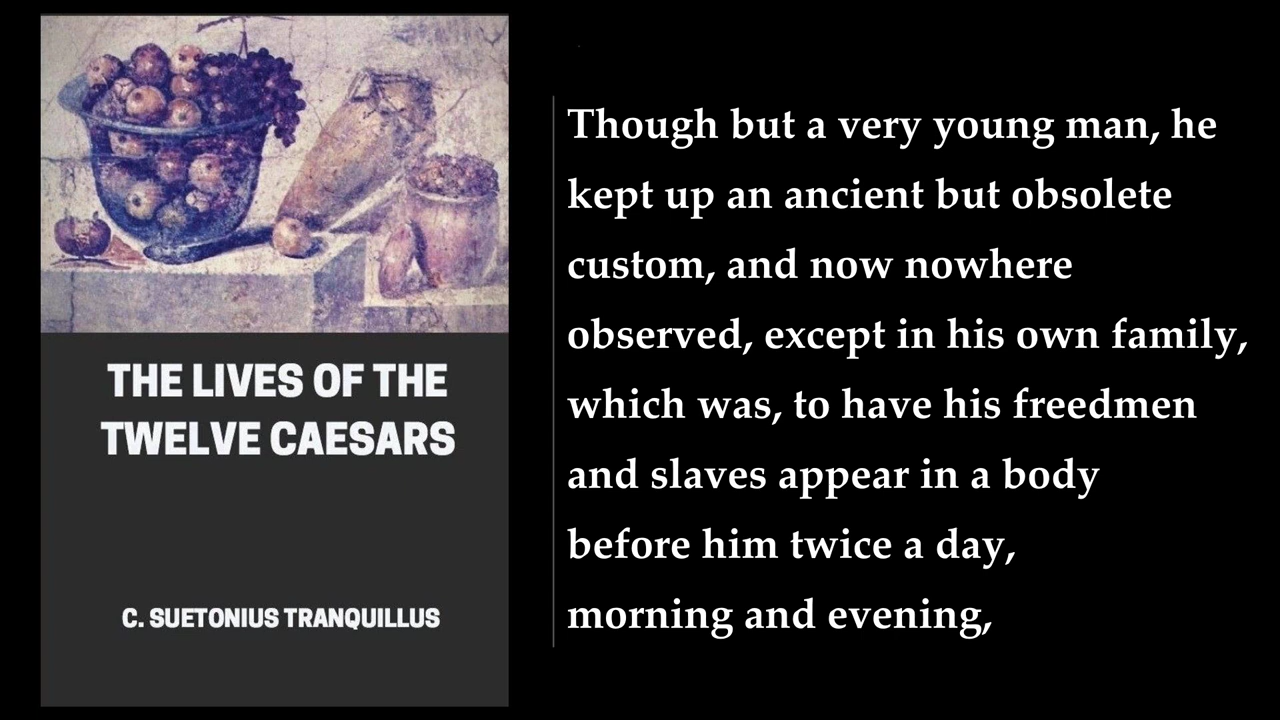 THE LIVES OF THE
TWELVE CAESARS
C. SUETONIUS TRANQUILLUS
Though but a very young man, he
kept up an ancient but obsolete
custom, and now nowhere
observed, except in his own family,
which was, to have his freedmen
and slaves appear in a body
before him twice a day,
morning and evening,